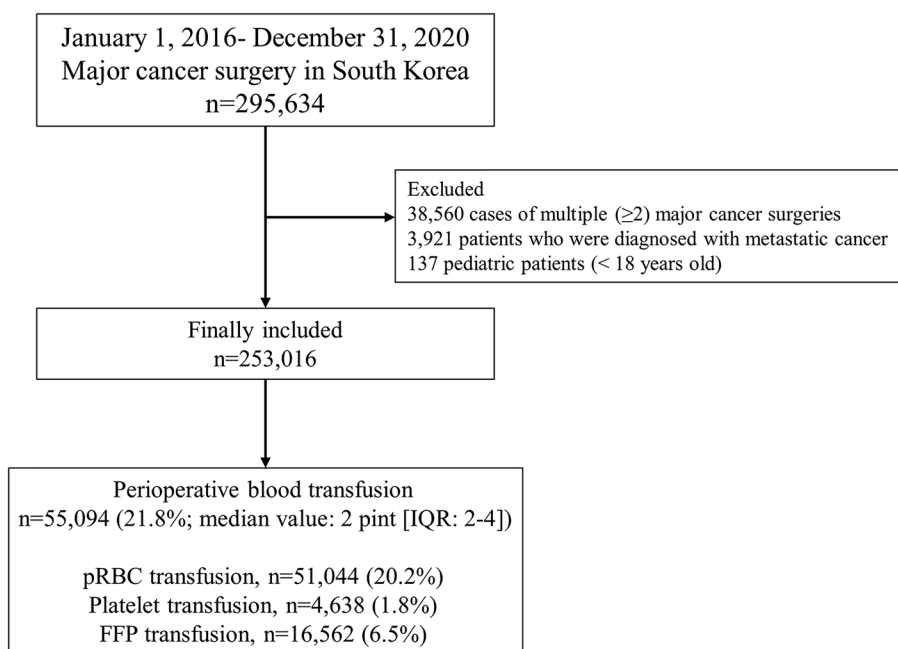 January 1, 2016- December 31, 2020
Major cancer surgery in South Korea
n=295,634
Excluded
38,560 cases of multiple (≥2) major cancer surgeries
3,921 patients who were diagnosed with metastatic cancer
137 pediatric patients (< 18 years old)
Finally included
n=253,016
Perioperative blood transfusion
n=55,094 (21.8%; median value: 2 pint [IQR: 2-4])
pRBC transfusion, n=51,044 (20.2%)
Platelet transfusion, n=4,638 (1.8%)
FFP transfusion, n=16,562 (6.5%)